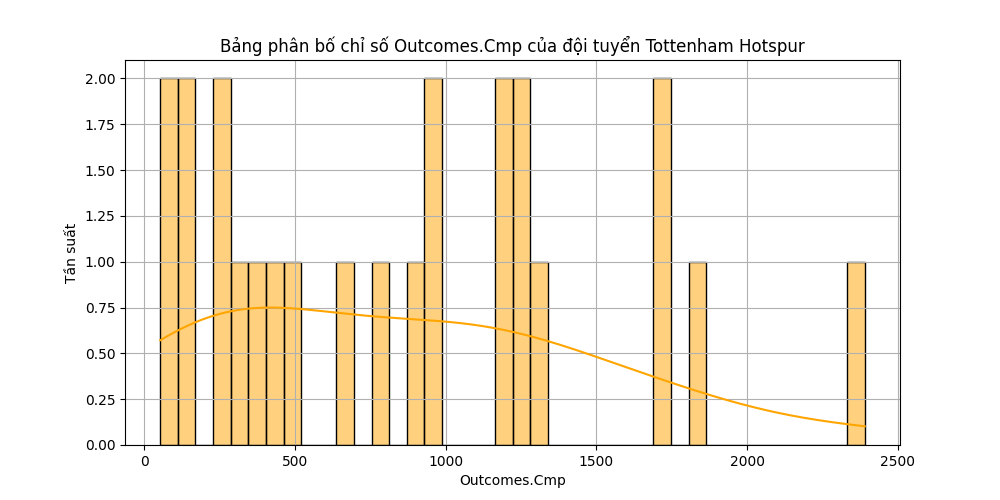 Bảng phân bố chỉ số Outcomes.Cmp của đội tuyển Tottenham Hotspur
Tần suất
2.00
1.75
1.50
1.25
1.00
0.75
0.50
0.25
0.00
0 500 1000 1500 2000 2500
Outcomes.Cmp